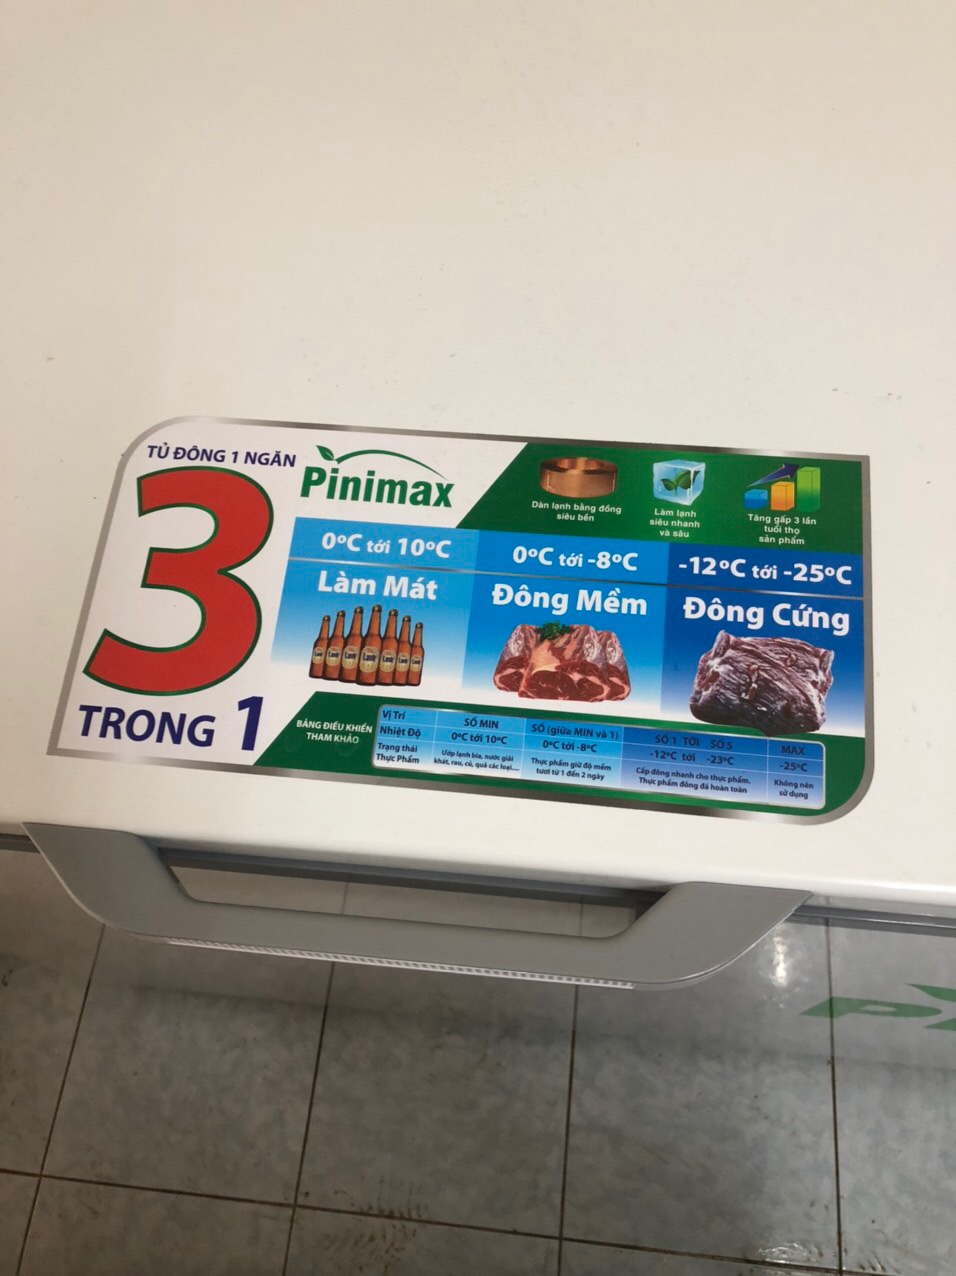 TỦ ĐÔNG 1 NGĂN
3
TRONG 1
Pinimax
Dàn lạnh bằng đồng
siêu bền
Làm lạnh
siêu nhanh
và sâu
Tăng gấp 3 lần
tuổi thọ
sản phẩm
0ºC tới 10ºC
Làm Mát
0ºC tới -8ºC
Đông Mềm
-12ºC tới -25ºC
Đông Cứng
BẢNG ĐIỀU KHIỂN
THAM KHẢO
Vị Trí SỐ MIN SỐ (giữa MIN và 1) SỐ 1 TỚI SỐ 5 MAX
Nhiệt Độ 0ºC tới 10ºC 0ºC tới -8ºC -12ºC tới -23ºC -25ºC
Trạng thái
Thực Phẩm
Ướp lạnh bia, nước giải
khát, rau, củ, quả các loại....
Thực phẩm giữ độ mềm
tươi từ 1 đến 2 ngày
Cấp đông nhanh cho thực phẩm.
Thực phẩm đông đá hoàn toàn
Không nên
sử dụng